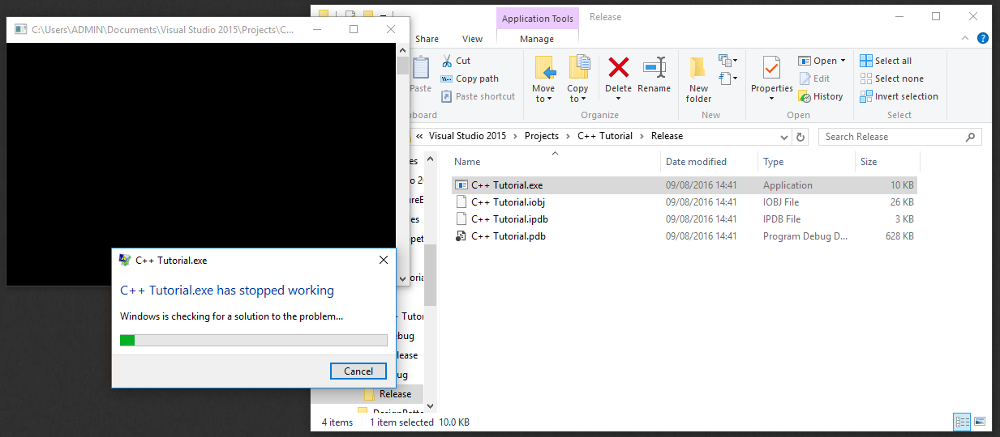 C:\Users\ADMIN\Documents\Visual Studio 2015\Projects\C...
Application Tools
Release
Share
View
Manage
Paste
Cut
Copy path
Paste shortcut
Move to
Copy to
Delete
Rename
New folder
Properties
Open
Edit
History
Select all
Select none
Invert selection
Organize
New
Open
Select
« Visual Studio 2015 > Projects > C++ Tutorial > Release
Search Release
Name
Date modified
Type
Size
C++ Tutorial.exe 09/08/2016 14:41 Application 10 KB
C++ Tutorial.iobj 09/08/2016 14:41 IOBJ File 26 KB
C++ Tutorial.ipdb 09/08/2016 14:41 IPDB File 3 KB
C++ Tutorial.pdb 09/08/2016 14:41 Program Debug D... 628 KB
Release
4 items
1 item selected 10.0 KB
C++ Tutorial.exe
C++ Tutorial.exe has stopped working
Windows is checking for a solution to the problem...
Cancel